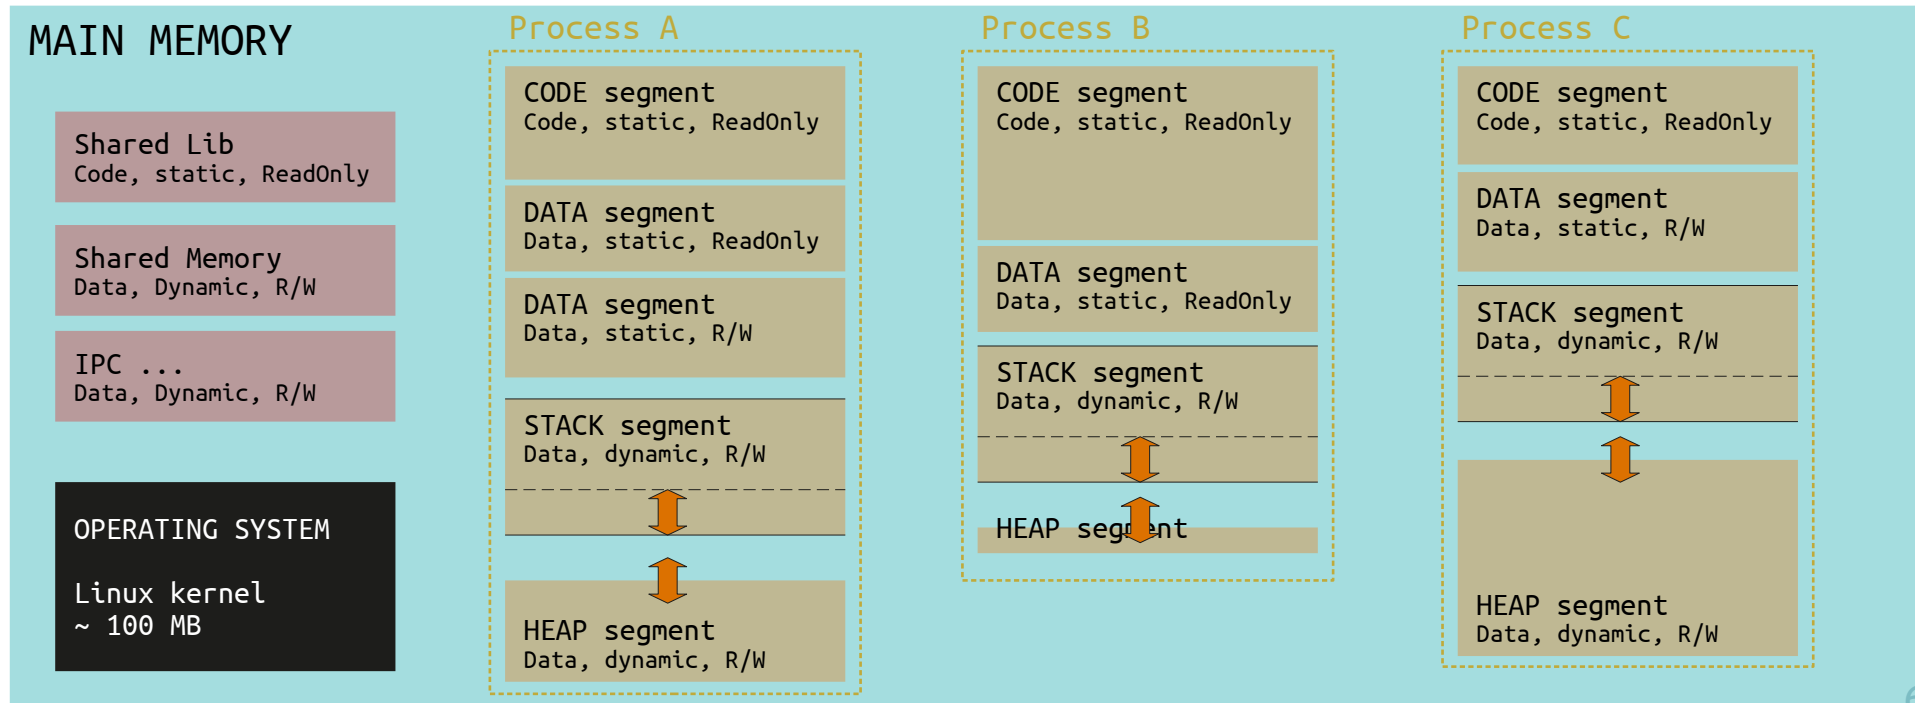 MAIN MEMORY
Shared Lib
Code, static, ReadOnly
Shared Memory
Data, Dynamic, R/W
IPC ...
Data, Dynamic, R/W
OPERATING SYSTEM
Linux kernel
~ 100 MB
Process A
CODE segment
Code, static, ReadOnly
DATA segment
Data, static, ReadOnly
DATA segment
Data, static, R/W
STACK segment
Data, dynamic, R/W
HEAP segment
Data, dynamic, R/W
Process B
CODE segment
Code, static, ReadOnly
DATA segment
Data, static, ReadOnly
STACK segment
Data, dynamic, R/W
HEAP segment
Process C
CODE segment
Code, static, ReadOnly
DATA segment
Data, static, R/W
STACK segment
Data, dynamic, R/W
HEAP segment
Data, dynamic, R/W